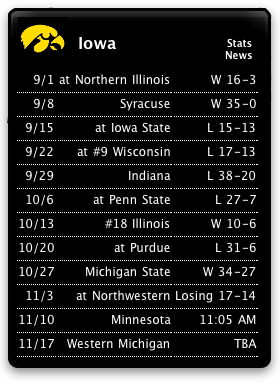 Iowa
Stats
News
9/1 at Northern Illinois W 16-3
9/8 Syracuse W 35-0
9/15 at Iowa State L 15-13
9/22 at #9 Wisconsin L 17-13
9/29 Indiana L 38-20
10/6 at Penn State L 27-7
10/13 #18 Illinois W 10-6
10/20 at Purdue L 31-6
10/27 Michigan State W 34-27
11/3 at Northwestern Losing 17-14
11/10 Minnesota 11:05 AM
11/17 Western Michigan TBA